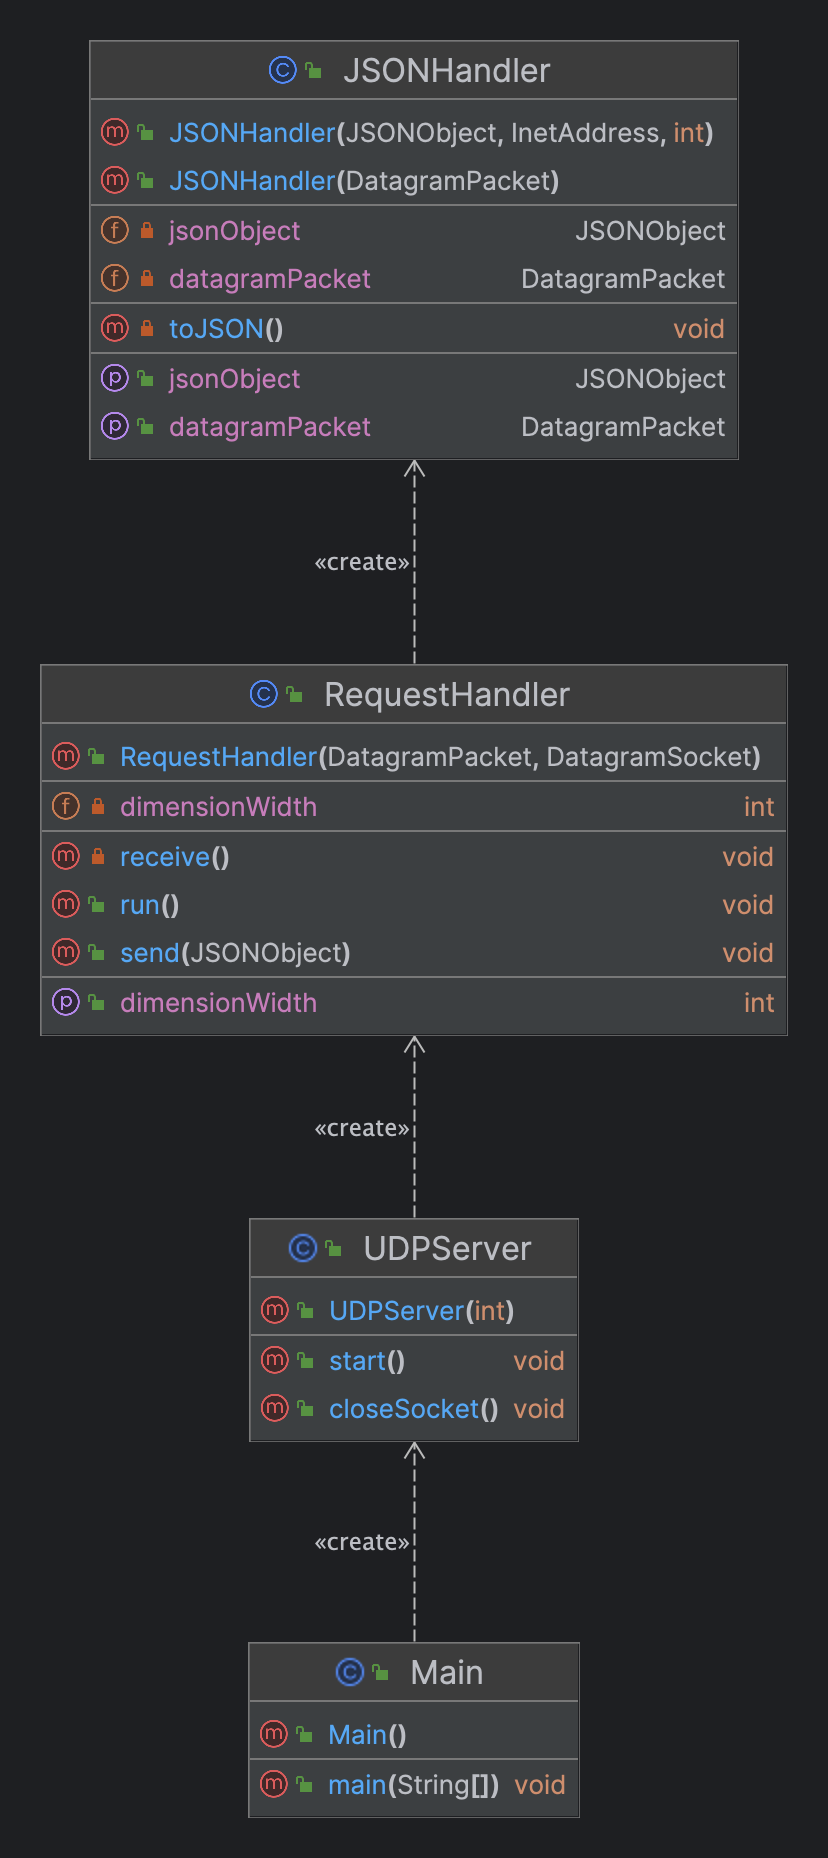 JSONHandler
JSONHandler(JSONObject, InetAddress, int)
JSONHandler(DatagramPacket)
jsonObject JSONObject
datagramPacket DatagramPacket
toJSON() void
jsonObject JSONObject
datagramPacket DatagramPacket
«create»
RequestHandler
RequestHandler(DatagramPacket, DatagramSocket)
dimensionWidth int
receive() void
run() void
send(JSONObject) void
dimensionWidth int
«create»
UDPServer
UDPServer(int)
start() void
closeSocket() void
«create»
Main
Main()
main(String[]) void